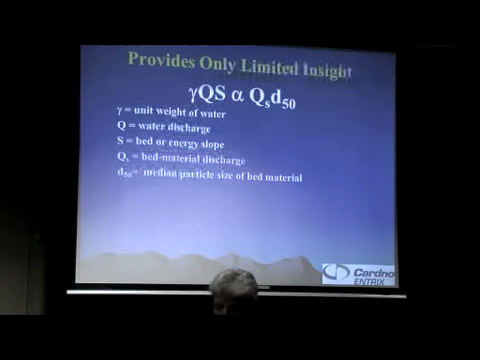 Provides Only Limited Insight
γQS α Qsd50
γ = unit weight of water
Q = water discharge
S = bed or energy slope
Qs = bed-material discharge
d50= median particle size of bed material
Cardno
ENTRIX